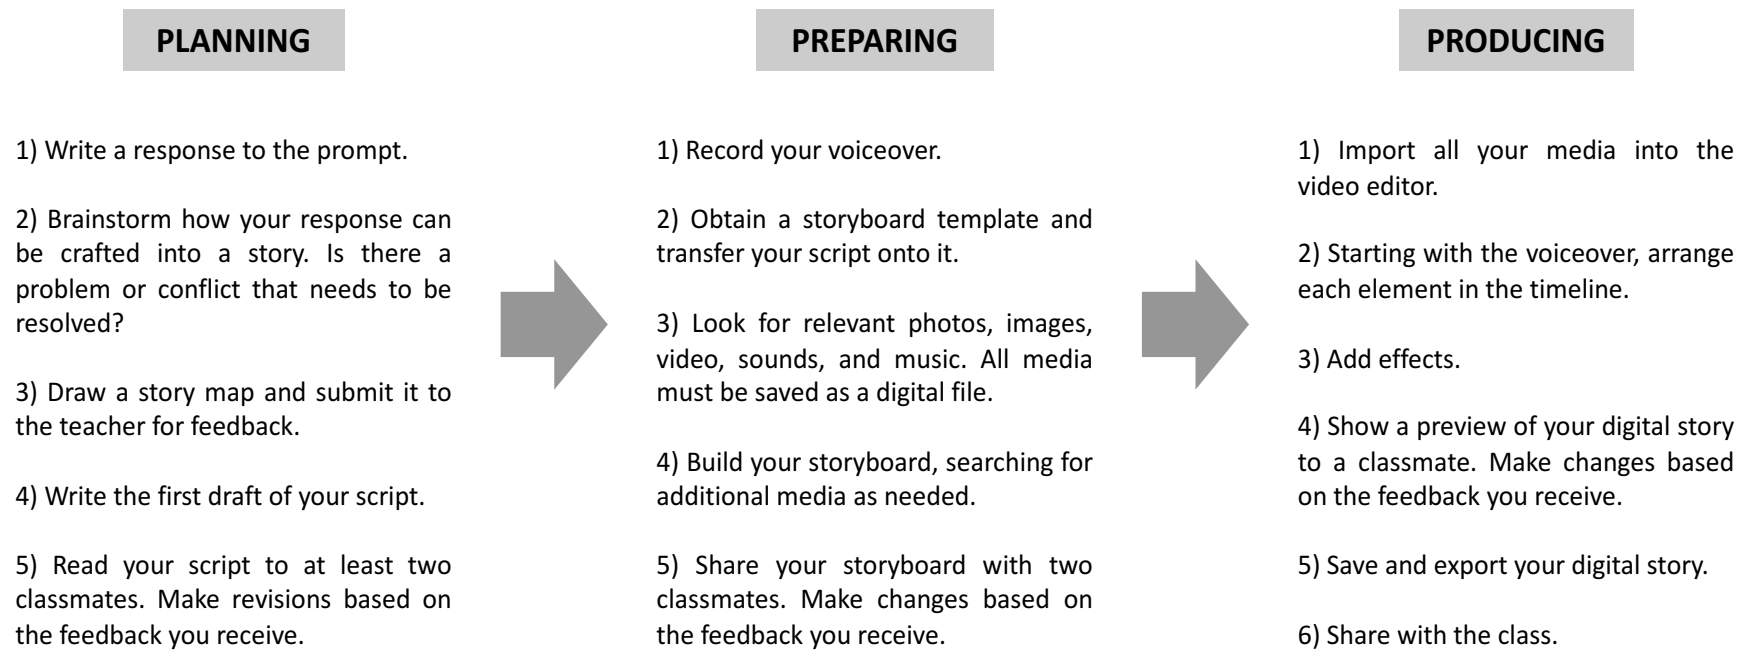 PLANNING
1) Write a response to the prompt.
2) Brainstorm how your response can
be crafted into a story. Is there a
problem or conflict that needs to be
resolved?
3) Draw a story map and submit it to
the teacher for feedback.
4) Write the first draft of your script.
5) Read your script to at least two
classmates. Make revisions based on
the feedback you receive.
PREPARING
1) Record your voiceover.
2) Obtain a storyboard template and
transfer your script onto it.
3) Look for relevant photos, images,
video, sounds, and music. All media
must be saved as a digital file.
4) Build your storyboard, searching for
additional media as needed.
5) Share your storyboard with two
classmates. Make changes based on
the feedback you receive.
PRODUCING
1) Import all your media into the
video editor.
2) Starting with the voiceover, arrange
each element in the timeline.
3) Add effects.
4) Show a preview of your digital story
to a classmate. Make changes based
on the feedback you receive.
5) Save and export your digital story.
6) Share with the class.